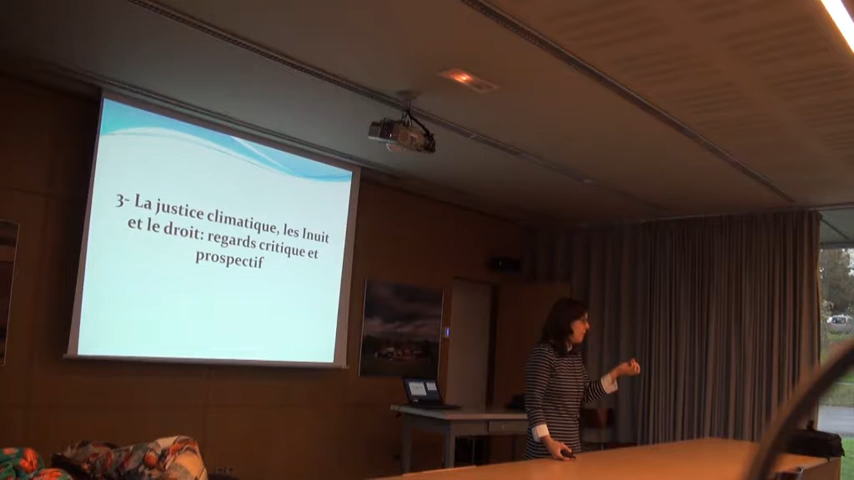 3- La justice climatique, les Inuit
et le droit: regards critique et
prospectif